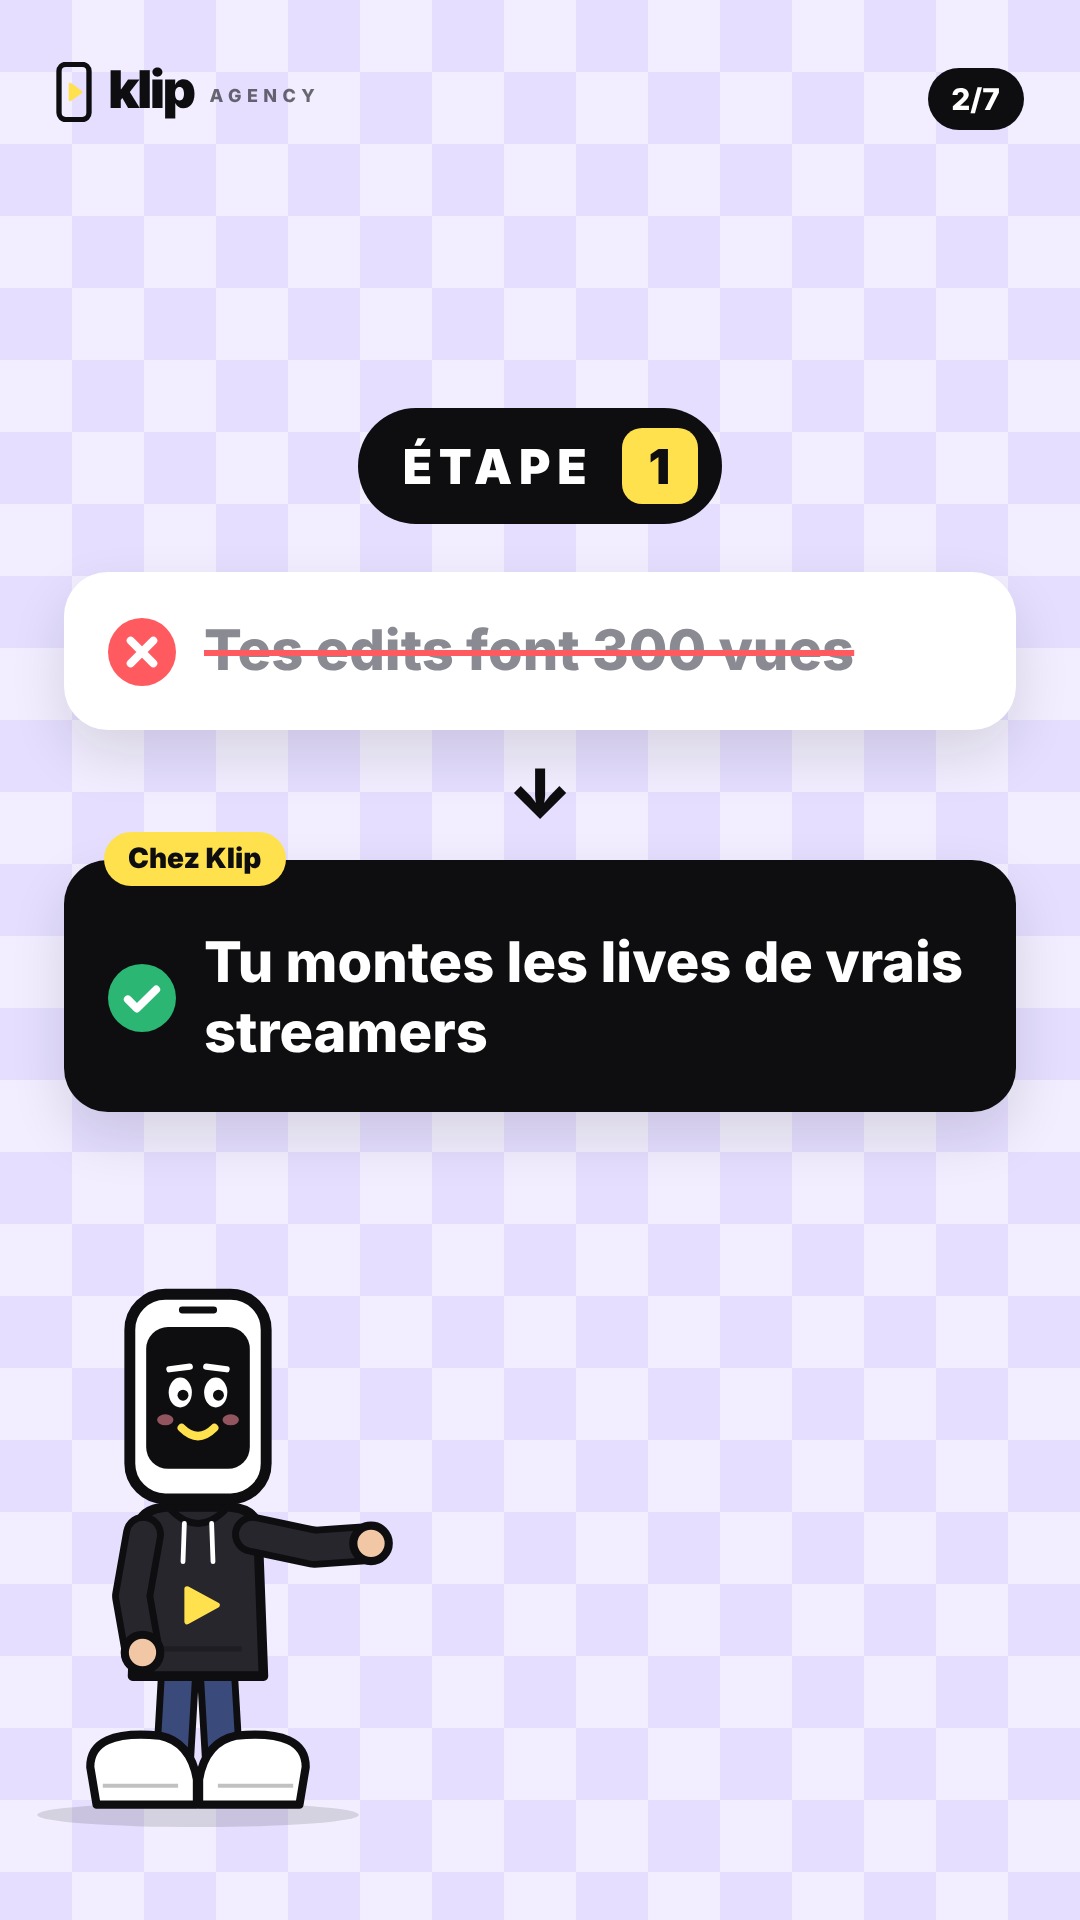 klip AGENCY
2/7
ÉTAPE 1
Tes edits font 300 vues
Chez Klip
Tu montes les lives de vrais
streamers